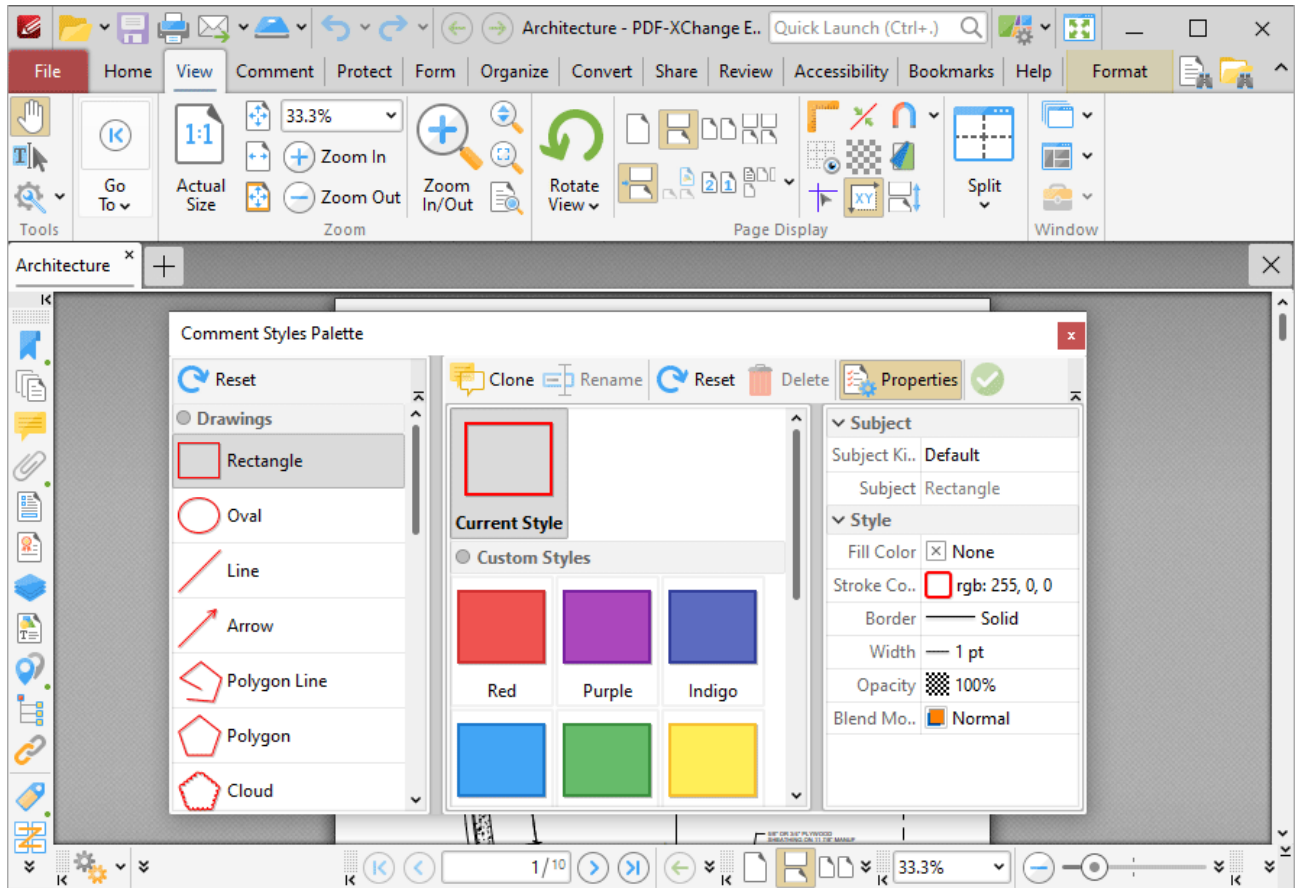 Architecture - PDF-XChange E.. Quick Launch (Ctrl+.)
File Home View Comment Protect Form Organize Convert Share Review Accessibility Bookmarks Help Format
33.3%
1:1
Zoom In
Go To
Actual Size
Zoom Out
Zoom In/Out
Rotate View
2 1
XY
Split
Tools Zoom Page Display Window
Architecture
Comment Styles Palette
Reset
Clone Rename Reset Delete Properties
Drawings
Rectangle
Oval
Line
Arrow
Polygon Line
Polygon
Cloud
Current Style
Custom Styles
Red Purple Indigo
Subject
Subject Ki.. Default
Subject Rectangle
Style
Fill Color None
Stroke Co.. rgb: 255, 0, 0
Border Solid
Width 1 pt
Opacity 100%
Blend Mo.. Normal
1/10
33.3%